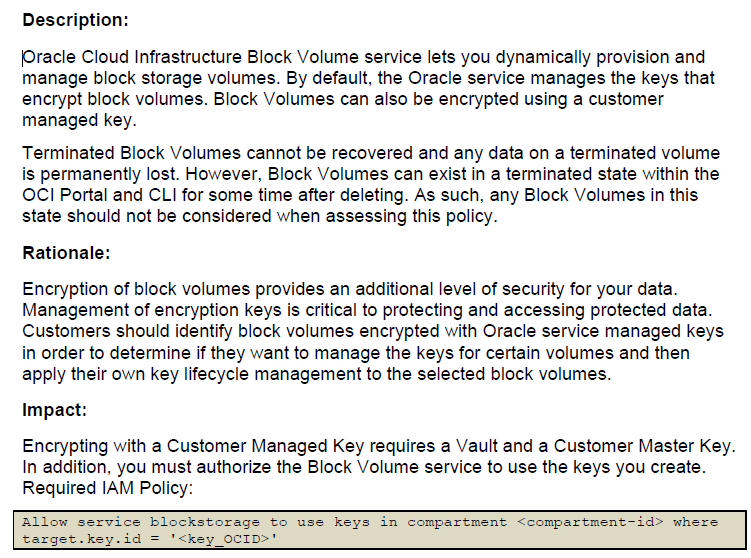 Description:
Oracle Cloud Infrastructure Block Volume service lets you dynamically provision and
manage block storage volumes. By default, the Oracle service manages the keys that
encrypt block volumes. Block Volumes can also be encrypted using a customer
managed key.
Terminated Block Volumes cannot be recovered and any data on a terminated volume
is permanently lost. However, Block Volumes can exist in a terminated state within the
OCI Portal and CLI for some time after deleting. As such, any Block Volumes in this
state should not be considered when assessing this policy.
Rationale:
Encryption of block volumes provides an additional level of security for your data.
Management of encryption keys is critical to protecting and accessing protected data.
Customers should identify block volumes encrypted with Oracle service managed keys
in order to determine if they want to manage the keys for certain volumes and then
apply their own key lifecycle management to the selected block volumes.
Impact:
Encrypting with a Customer Managed Key requires a Vault and a Customer Master Key.
In addition, you must authorize the Block Volume service to use the keys you create.
Required IAM Policy:
Allow service blockstorage to use keys in compartment <compartment-id> where
target.key.id = '<key_OCID>'